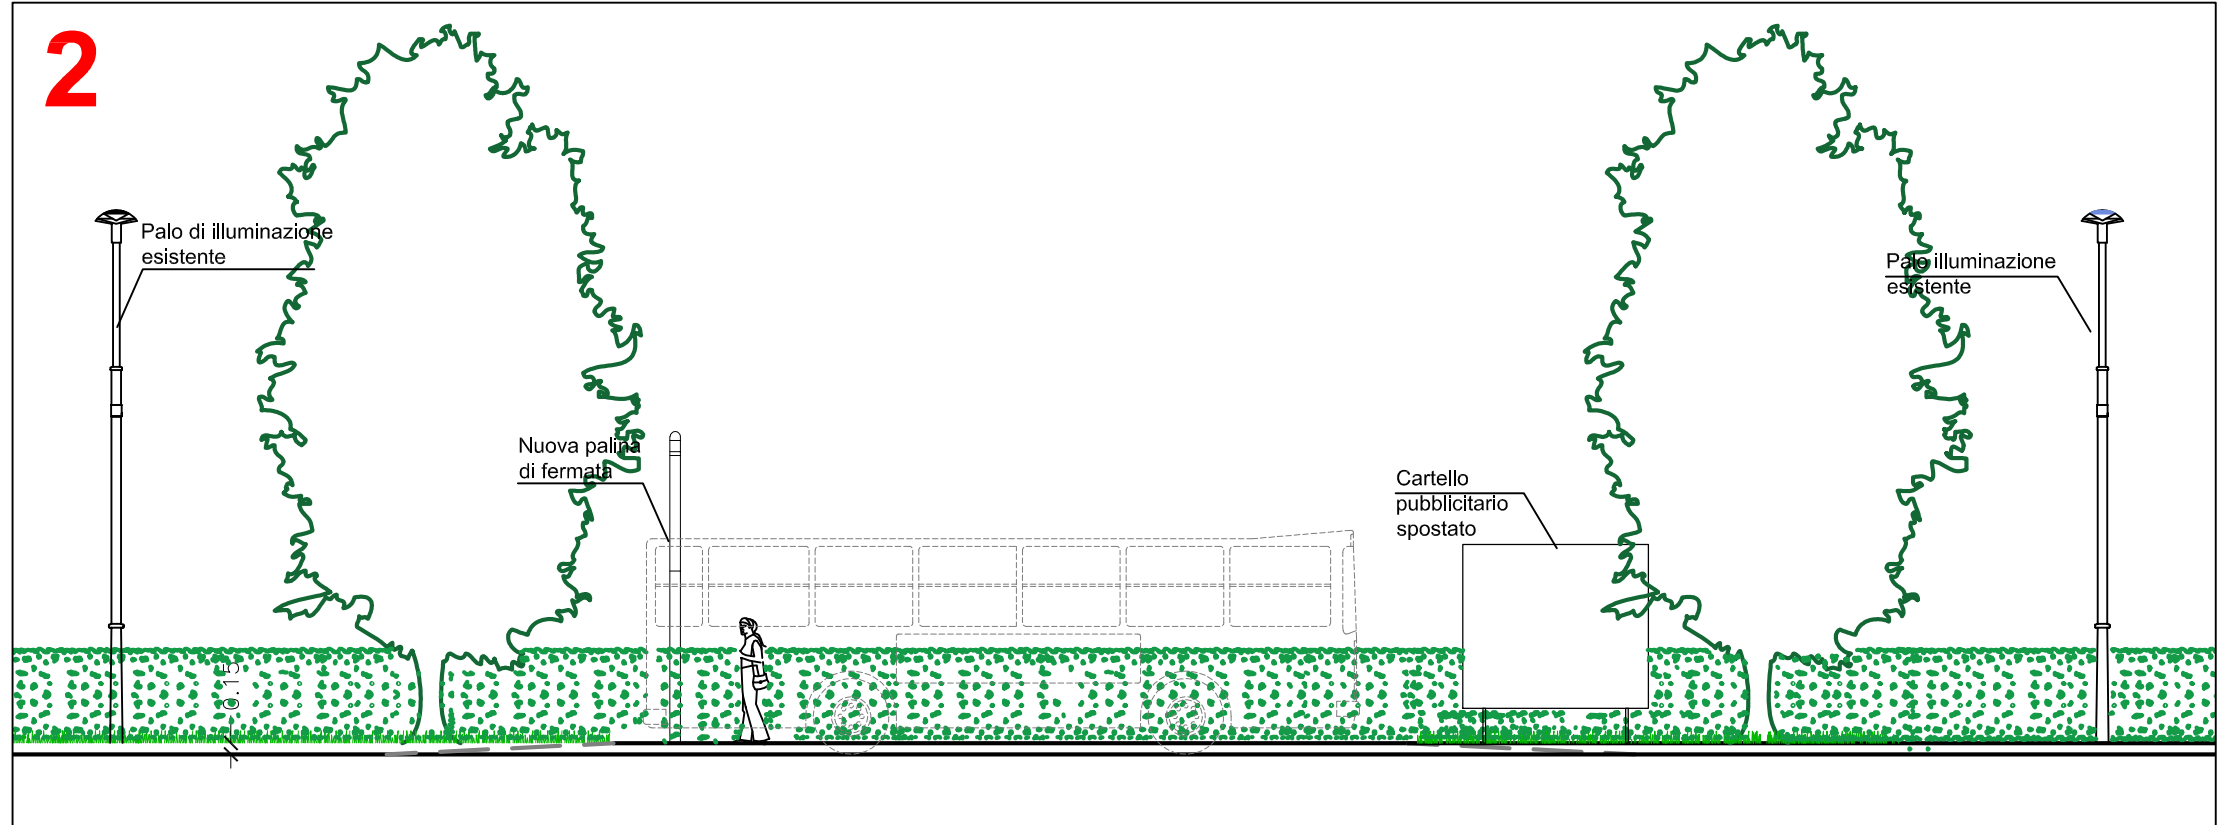 2
Palo di illuminazione
esistente
Palo illuminazione
esistente
Nuova palina
di fermata
Cartello
pubblicitario
spostato
0.15